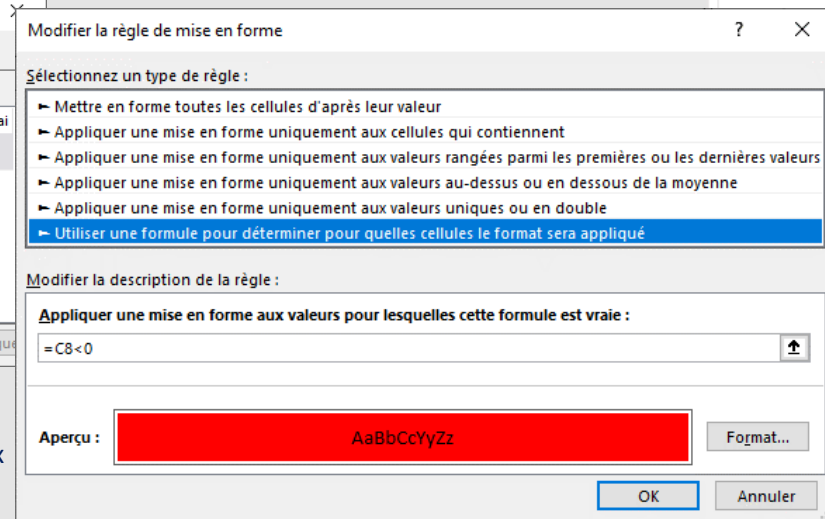 Modifier la règle de mise en forme
?
Sélectionnez un type de règle :
► Mettre en forme toutes les cellules d'après leur valeur
ai
► Appliquer une mise en forme uniquement aux cellules qui contiennent
► Appliquer une mise en forme uniquement aux valeurs rangées parmi les premières ou les dernières valeurs
► Appliquer une mise en forme uniquement aux valeurs au-dessus ou en dessous de la moyenne
► Appliquer une mise en forme uniquement aux valeurs uniques ou en double
► Utiliser une formule pour déterminer pour quelles cellules le format sera appliqué
Modifier la description de la règle :
Appliquer une mise en forme aux valeurs pour lesquelles cette formule est vraie :
que
=C8<0
Aperçu :
AaBbCcYyZz
Format...
OK
Annuler